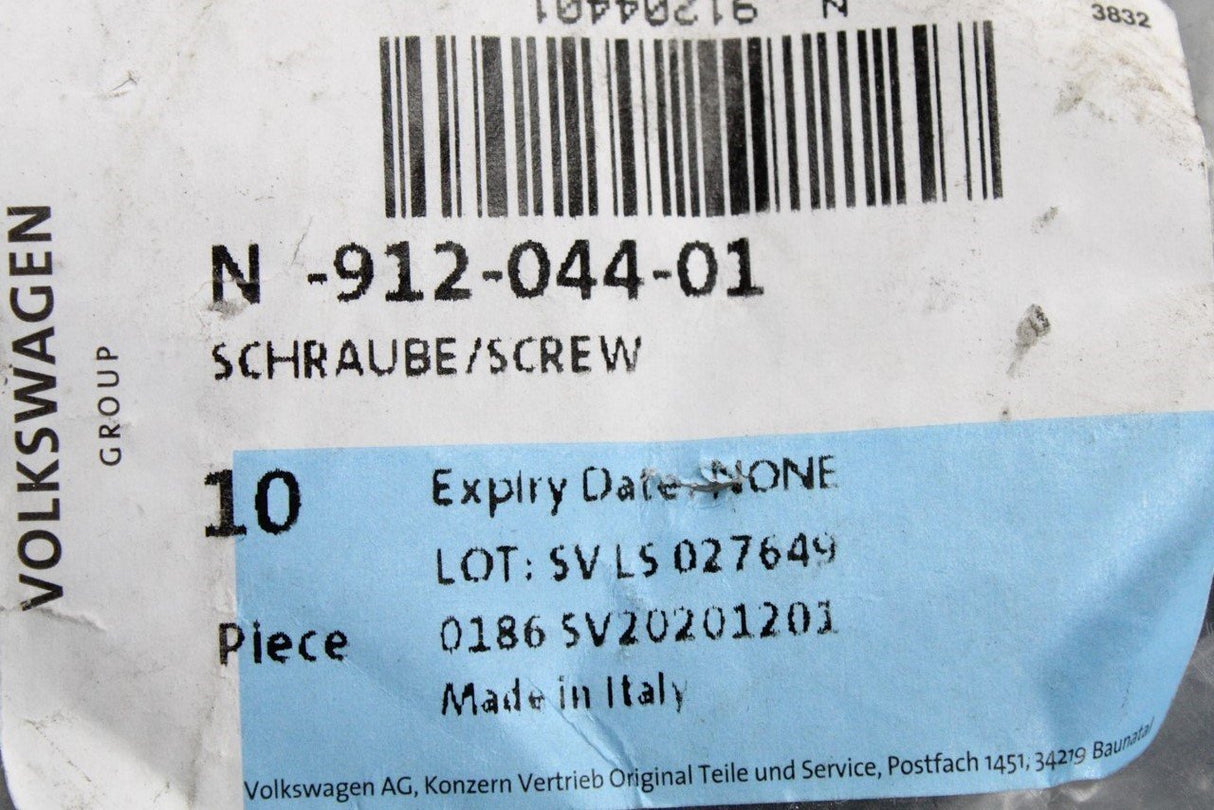 N 91204401
3832
VOLKSWAGEN
GROUP
N -912-044-01
SCHRAUBE/SCREW
10
Piece
Expiry Date: NONE
LOT: SV LS 027649
0186 SV20201201
Made in Italy
Volkswagen AG, Konzern Vertrieb Original Teile und Service, Postfach 1451, 34219 Baunatal